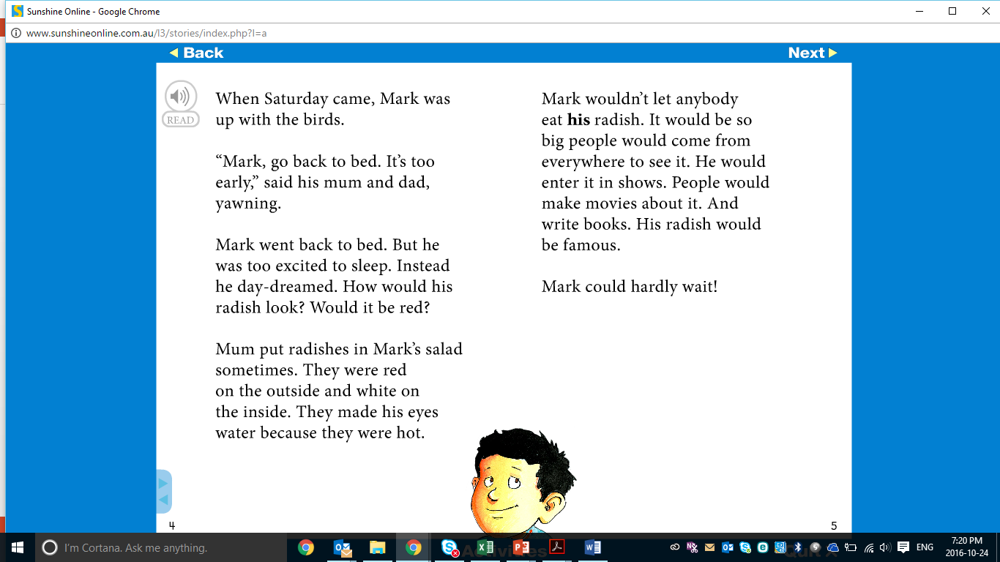 Sunshine Online - Google Chrome
www.sunshineonline.com.au/l3/stories/index.php?l=a
Back
Next
READ
When Saturday came, Mark was
up with the birds.
“Mark, go back to bed. It’s too
early,” said his mum and dad,
yawning.
Mark went back to bed. But he
was too excited to sleep. Instead
he day-dreamed. How would his
radish look? Would it be red?
Mum put radishes in Mark’s salad
sometimes. They were red
on the outside and white on
the inside. They made his eyes
water because they were hot.
4
Mark wouldn’t let anybody
eat his radish. It would be so
big people would come from
everywhere to see it. He would
enter it in shows. People would
make movies about it. And
write books. His radish would
be famous.
Mark could hardly wait!
5
Activities
Quit X
I’m Cortana. Ask me anything.
ENG
7:20 PM
2016-10-24